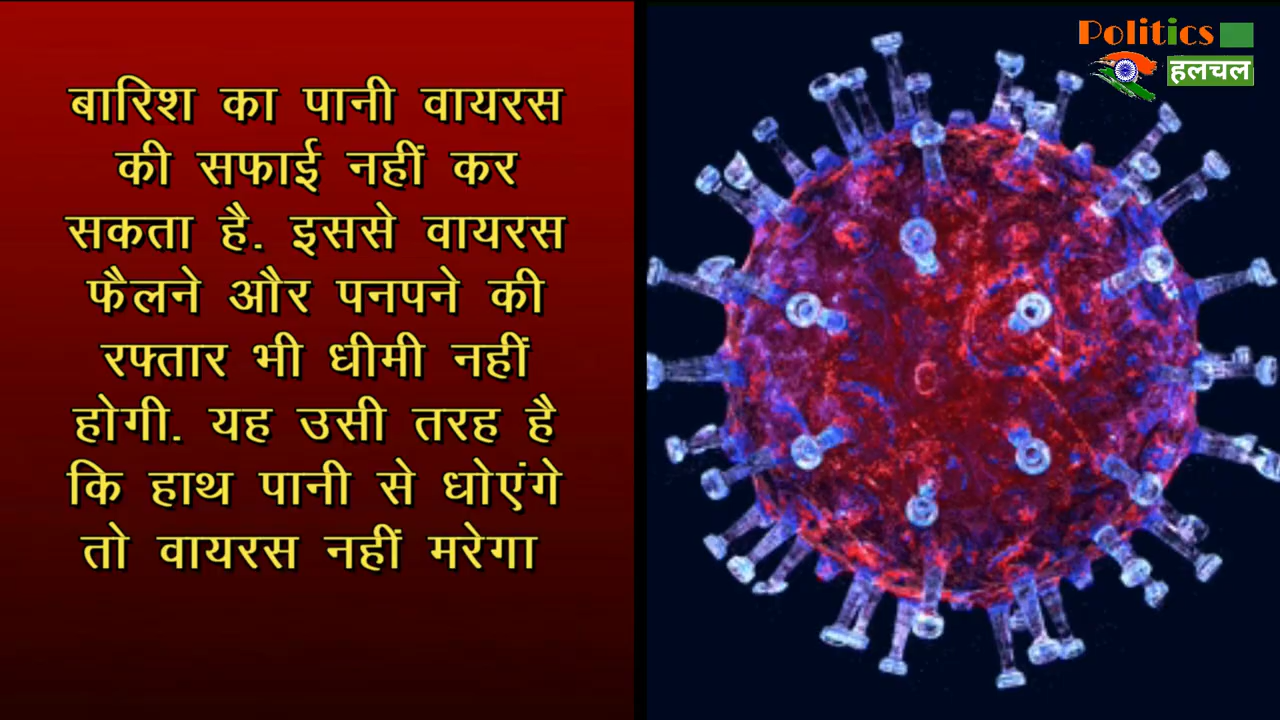 बारिश का पानी वायरस
की सफाई नहीं कर
सकता है. इससे वायरस
फैलने और पनपने की
रफ्तार भी धीमी नहीं
होगी. यह उसी तरह है
कि हाथ पानी से धोएंगे
तो वायरस नहीं मरेगा
Politics
हलचल